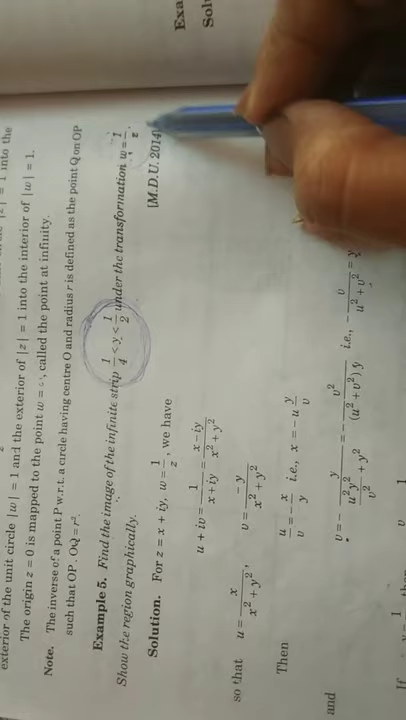 exterior of the unit circle |w| = 1 and the exterior of |z| = 1 into the interior of |w| = 1.
The origin z = 0 is mapped to the point w = ∞, called the point at infinity.
Note. The inverse of a point P w.r.t. a circle having centre O and radius r is defined as the point Q on OP
such that OP . OQ = r².
Example 5. Find the image of the infinite strip 1/4 < y < 1/2 under the transformation w = 1/z.
Show the region graphically. [M.D.U. 2014]
Solution. For z = x + iy, w = 1/z, we have
u + iv = 1/(x + iy) = (x − iy)/(x² + y²)
so that u = x/(x² + y²), v = −y/(x² + y²)
Then u/v = −x/y i.e., x = −u y/v
and v = −y/(u²y²/v² + y²) = −v²/((u² + v²) y) i.e., −v/(u² + v²) = y
If
Exa
Solu